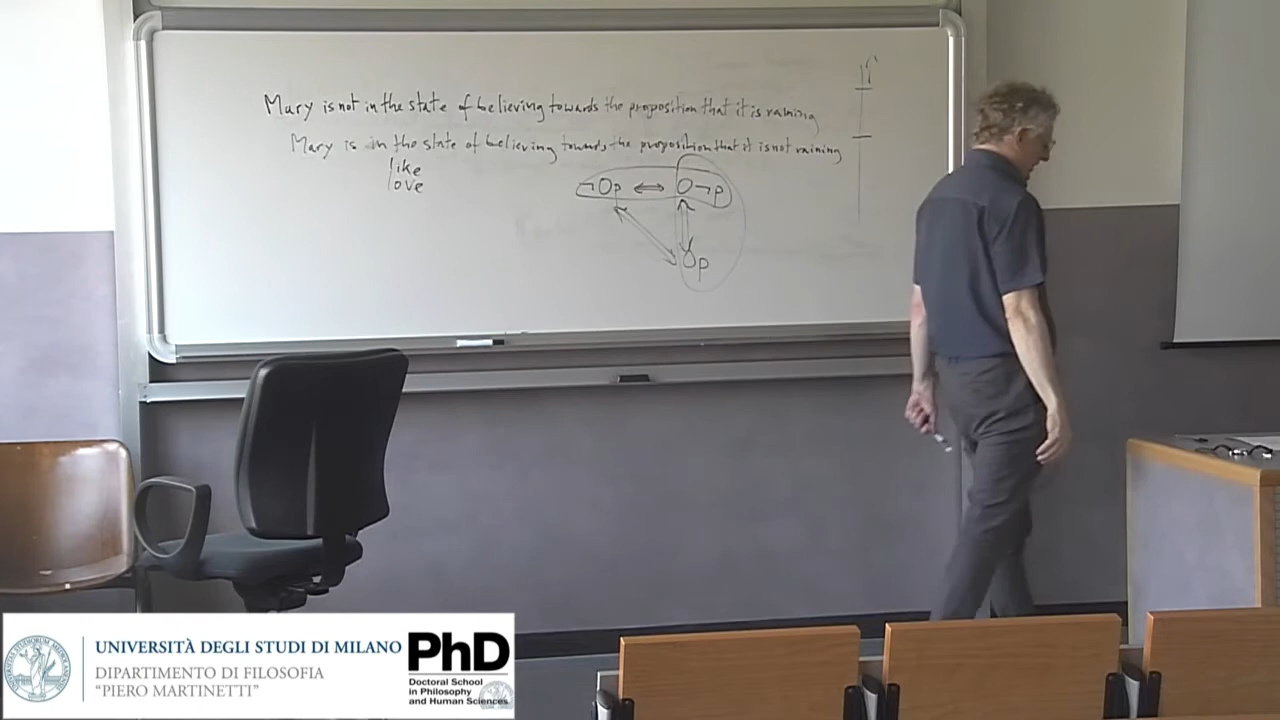 Mary is not in the state of believing towards the proposition that it is raining
Mary is in the state of believing towards the proposition that it is not raining
like
love
¬Op ⟺ O¬p
Op
UNIVERSITÀ DEGLI STUDI DI MILANO
DIPARTIMENTO DI FILOSOFIA
"PIERO MARTINETTI"
PhD
Doctoral School
in Philosophy
and Human Sciences